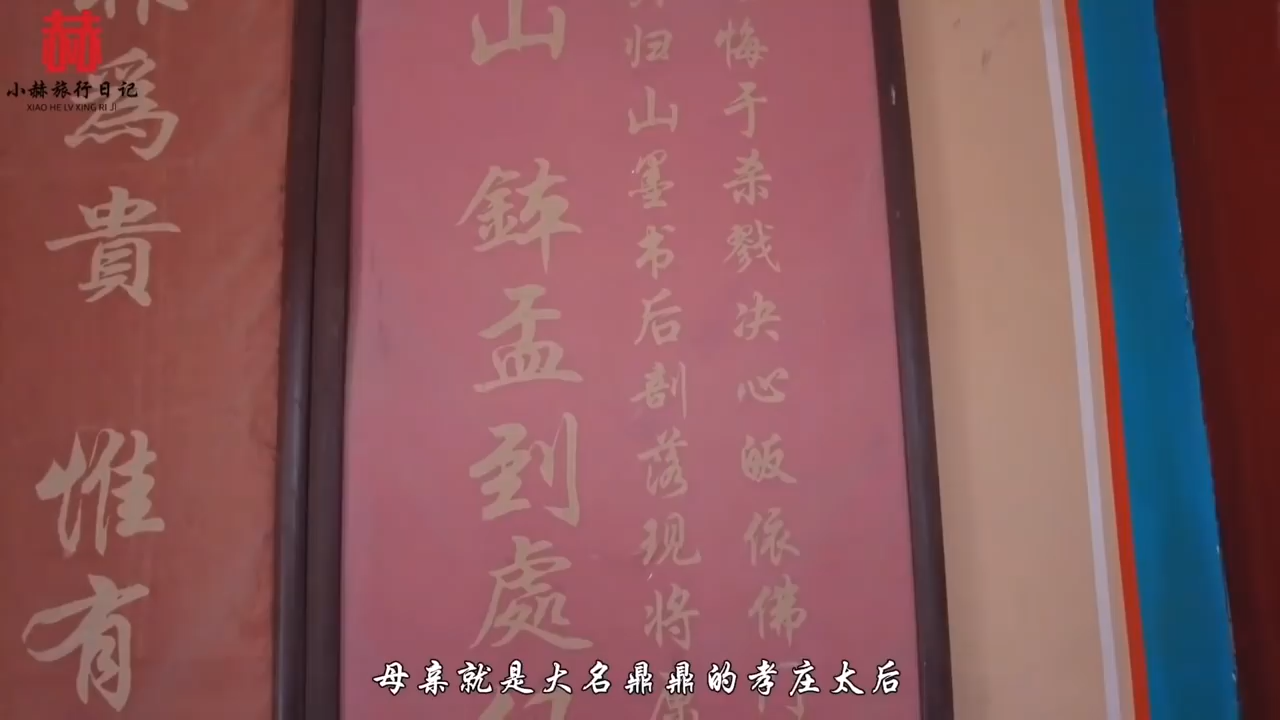 赫
小赫旅行日记
XIAO HE LV XING RI JI
悔于杀戮决心皈依佛
归山墨书后剖落现将
山 鉢盂到處
爲貴 惟有
母亲就是大名鼎鼎的孝庄太后